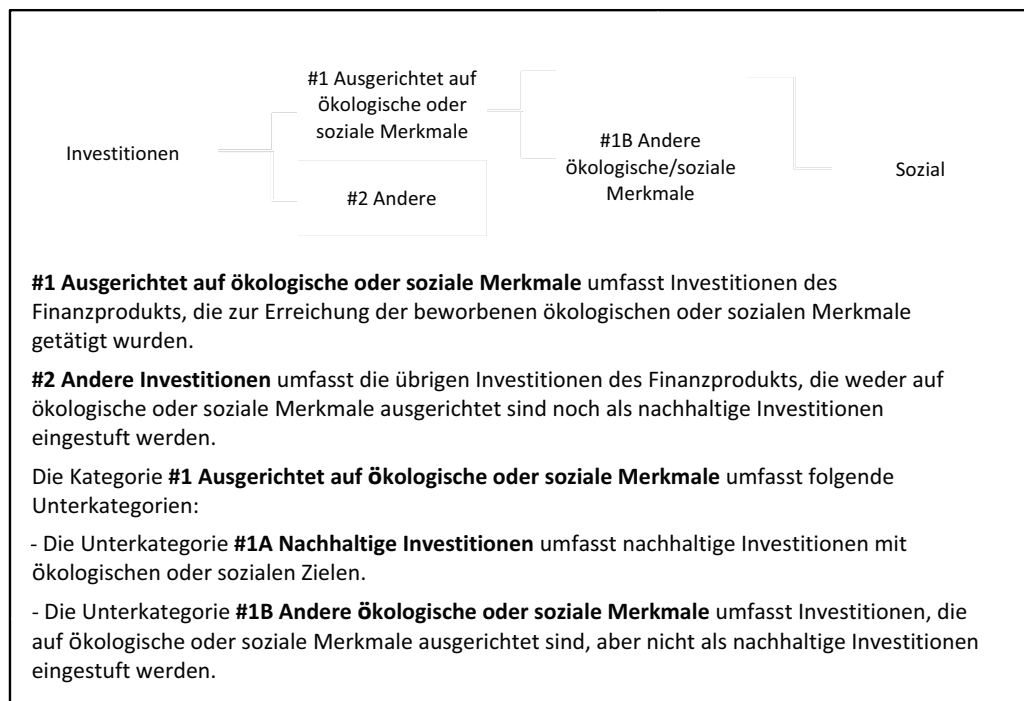 #1 Ausgerichtet auf
ökologische oder
soziale Merkmale
Investitionen
#2 Andere
#1B Andere
ökologische/soziale
Merkmale
Sozial
#1 Ausgerichtet auf ökologische oder soziale Merkmale umfasst Investitionen des
Finanzprodukts, die zur Erreichung der beworbenen ökologischen oder sozialen Merkmale
getätigt wurden.
#2 Andere Investitionen umfasst die übrigen Investitionen des Finanzprodukts, die weder auf
ökologische oder soziale Merkmale ausgerichtet sind noch als nachhaltige Investitionen
eingestuft werden.
Die Kategorie #1 Ausgerichtet auf ökologische oder soziale Merkmale umfasst folgende
Unterkategorien:
- Die Unterkategorie #1A Nachhaltige Investitionen umfasst nachhaltige Investitionen mit
ökologischen oder sozialen Zielen.
- Die Unterkategorie #1B Andere ökologische oder soziale Merkmale umfasst Investitionen, die
auf ökologische oder soziale Merkmale ausgerichtet sind, aber nicht als nachhaltige Investitionen
eingestuft werden.